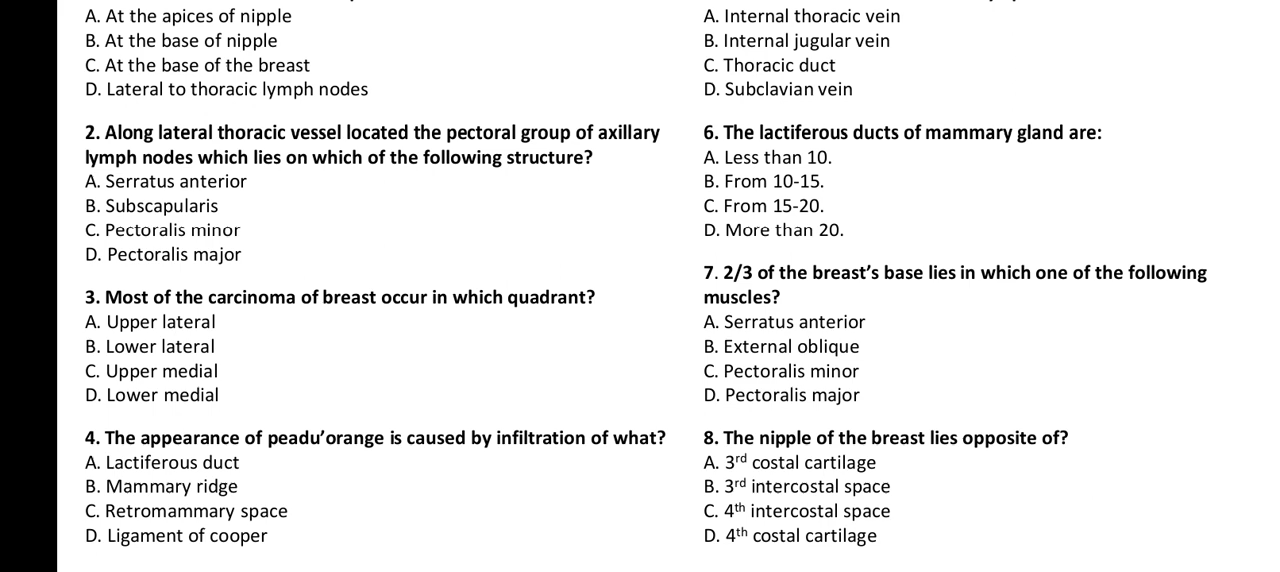 A. At the apices of nipple
B. At the base of nipple
C. At the base of the breast
D. Lateral to thoracic lymph nodes
2. Along lateral thoracic vessel located the pectoral group of axillary
lymph nodes which lies on which of the following structure?
A. Serratus anterior
B. Subscapularis
C. Pectoralis minor
D. Pectoralis major
3. Most of the carcinoma of breast occur in which quadrant?
A. Upper lateral
B. Lower lateral
C. Upper medial
D. Lower medial
4. The appearance of peadu’orange is caused by infiltration of what?
A. Lactiferous duct
B. Mammary ridge
C. Retromammary space
D. Ligament of cooper
A. Internal thoracic vein
B. Internal jugular vein
C. Thoracic duct
D. Subclavian vein
6. The lactiferous ducts of mammary gland are:
A. Less than 10.
B. From 10-15.
C. From 15-20.
D. More than 20.
7. 2/3 of the breast’s base lies in which one of the following
muscles?
A. Serratus anterior
B. External oblique
C. Pectoralis minor
D. Pectoralis major
8. The nipple of the breast lies opposite of?
A. 3rd costal cartilage
B. 3rd intercostal space
C. 4th intercostal space
D. 4th costal cartilage